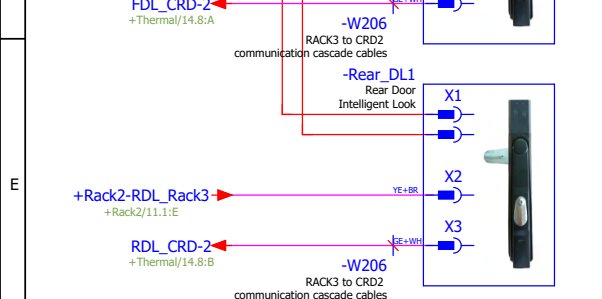 FDL_CRD-2
+Thermal/14.8:A
-W206
RACK3 to CRD2
communication cascade cables
-Rear_DL1
Rear Door
Intelligent Look
X1
E
X2
+Rack2-RDL_Rack3
YE+BR
+Rack2/11.1:E
X3
RDL_CRD-2
GE+WH
+Thermal/14.8:B
-W206
RACK3 to CRD2
communication cascade cables